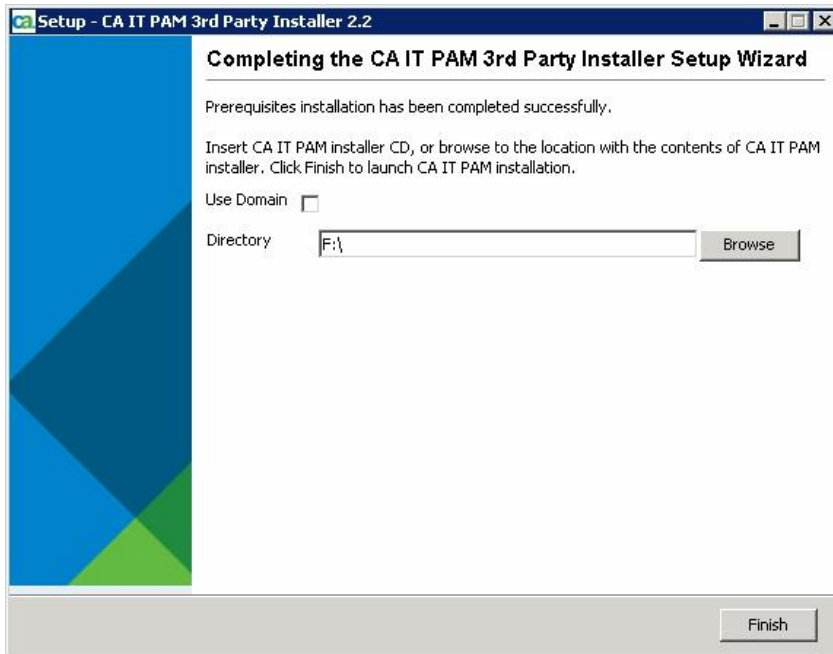 ca Setup - CA IT PAM 3rd Party Installer 2.2
Completing the CA IT PAM 3rd Party Installer Setup Wizard
Prerequisites installation has been completed successfully.
Insert CA IT PAM installer CD, or browse to the location with the contents of CA IT PAM
installer. Click Finish to launch CA IT PAM installation.
Use Domain
Directory F:\ Browse
Finish